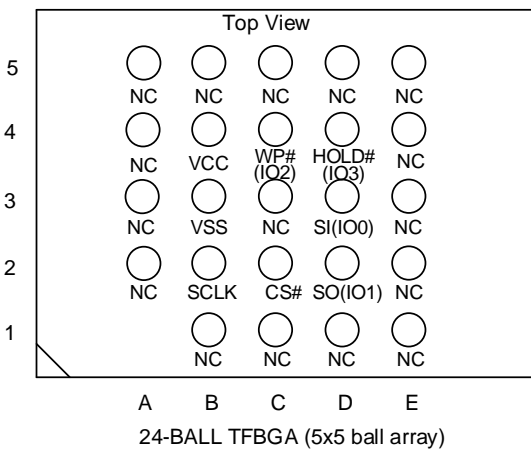 Top View
5
NC NC NC NC NC
4
NC VCC WP# (IO2) HOLD# (IO3) NC
3
NC VSS NC SI(IO0) NC
2
NC SCLK CS# SO(IO1) NC
1
NC NC NC NC
A B C D E
24-BALL TFBGA (5x5 ball array)